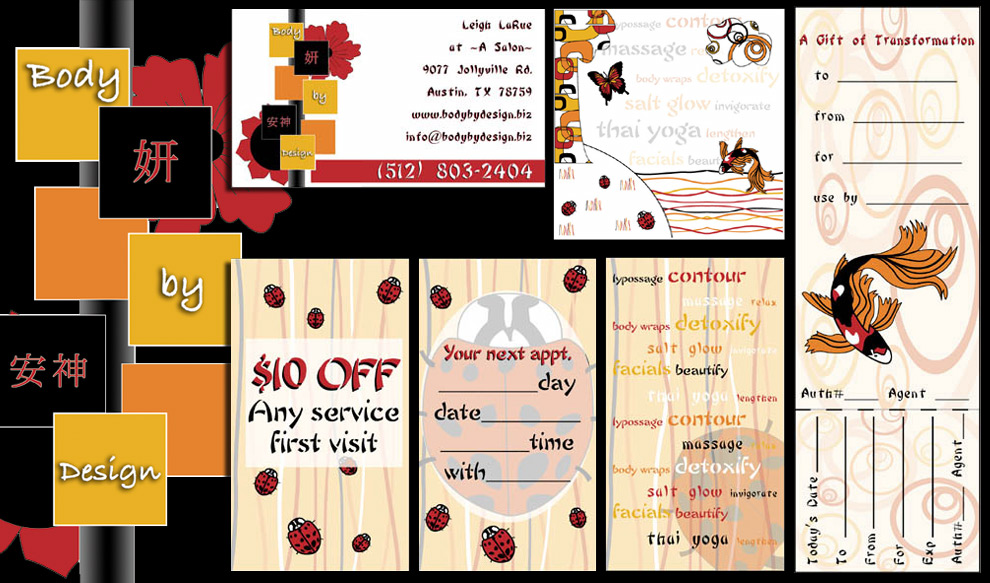 Body
妍
by
安神
Design
Body
妍
by
安神
Design
Leigh LaRue
at ~A Salon~
9077 Jollyville Rd.
Austin, TX 78759
www.bodybydesign.biz
info@bodybydesign.biz
(512) 803-2404
lypossage contour
massage
body wraps detoxify
salt glow invigorate
thai yoga lengthen
facials
A Gift of Transformation
to
from
for
use by
Auth# Agent
Today's Date
To
From
For
Exp
Auth# Agent
$10 OFF
Any service
first visit
Your next appt.
day
date
time
with
lypossage contour
massage relax
body wraps detoxify
salt glow invigorate
facials beautify
thai yoga lengthen
lypossage contour
massage relax
body wraps detoxify
salt glow invigorate
facials beautify
thai yoga lengthen